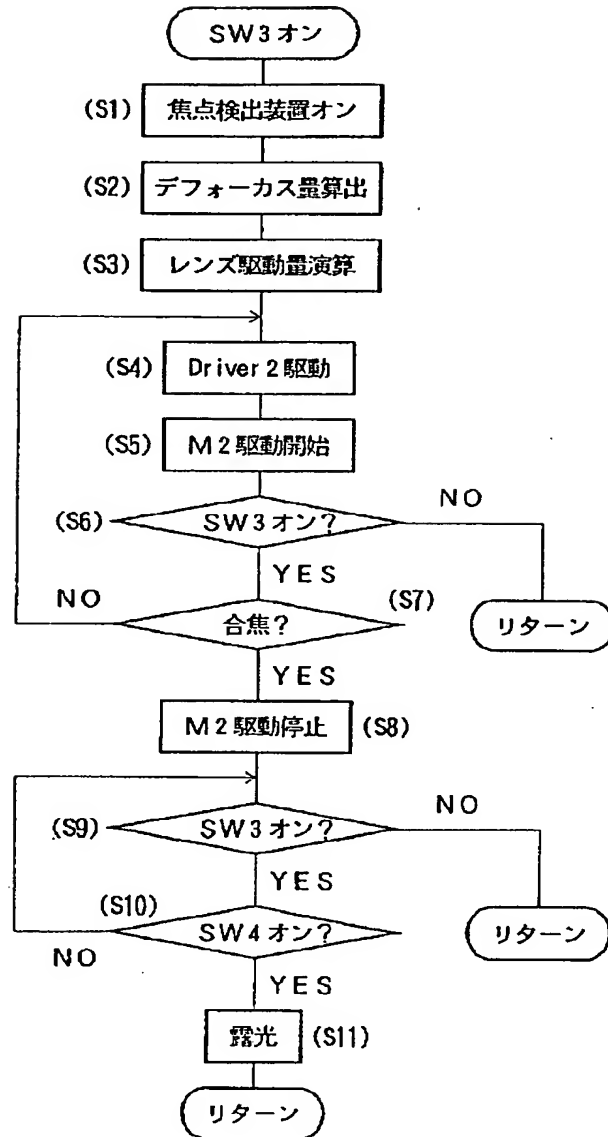 SW3オン
(S1) 焦点検出装置オン
(S2) デフォーカス量算出
(S3) レンズ駆動量演算
(S4) Driver2駆動
(S5) M2駆動開始
(S6) SW3オン? NO
YES
NO 合焦? (S7) リターン
YES
M2駆動停止 (S8)
(S9) SW3オン? NO
YES
(S10) SW4オン? リターン
NO
YES
露光 (S11)
リターン